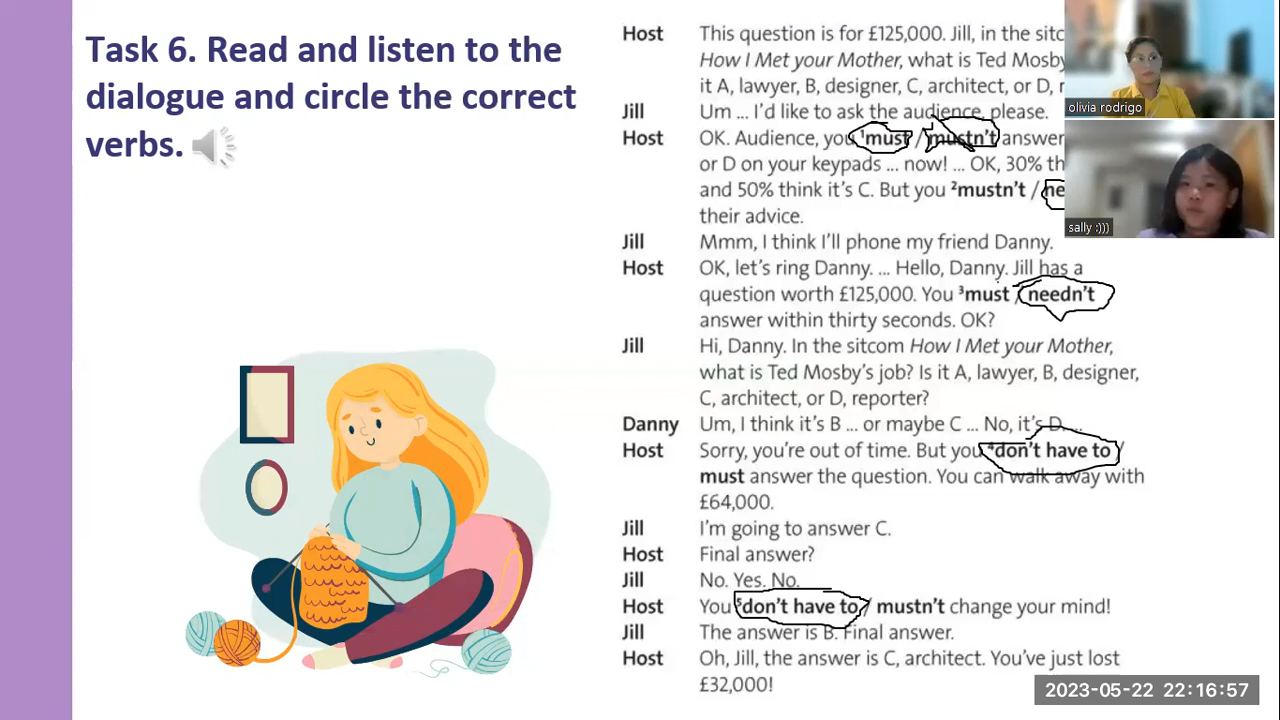 Task 6. Read and listen to the
dialogue and circle the correct
verbs.
Host This question is for £125,000. Jill, in the sitc
How I Met your Mother, what is Ted Mosby
it A, lawyer, B, designer, C, architect, or D, r
Jill Um ... I'd like to ask the audience, please.
Host OK. Audience, you ¹must / mustn't answer
or D on your keypads ... now! ... OK, 30% th
and 50% think it's C. But you ²mustn't / ne
their advice.
Jill Mmm, I think I'll phone my friend Danny.
Host OK, let's ring Danny. ... Hello, Danny. Jill has a
question worth £125,000. You ³must / needn't
answer within thirty seconds. OK?
Jill Hi, Danny. In the sitcom How I Met your Mother,
what is Ted Mosby's job? Is it A, lawyer, B, designer,
C, architect, or D, reporter?
Danny Um, I think it's B ... or maybe C ... No, it's D. ...
Host Sorry, you're out of time. But you ⁴don't have to /
must answer the question. You can walk away with
£64,000.
Jill I'm going to answer C.
Host Final answer?
Jill No. Yes. No.
Host You ⁵don't have to / mustn't change your mind!
Jill The answer is B. Final answer.
Host Oh, Jill, the answer is C, architect. You've just lost
£32,000!
olivia rodrigo
sally :)))
2023-05-22 22:16:57